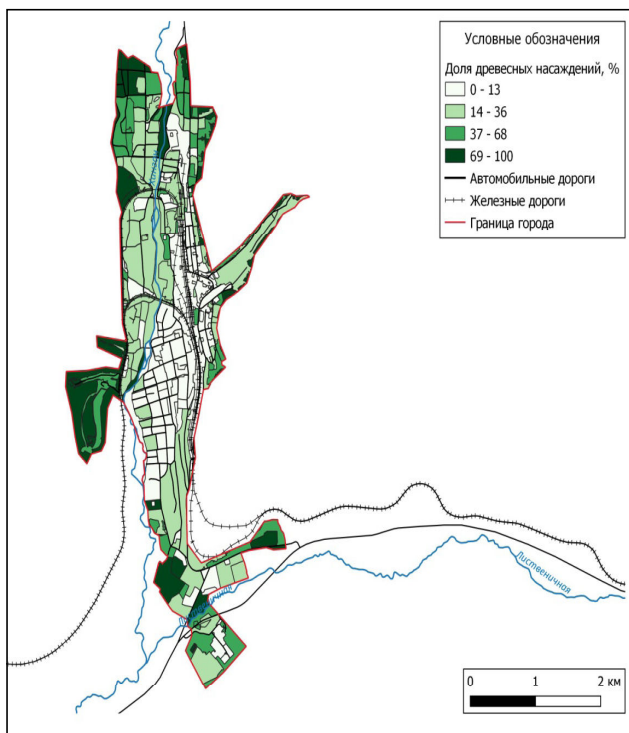 Условные обозначения
Доля древесных насаждений, %
0 - 13
14 - 36
37 - 68
69 - 100
Автомобильные дороги
Железные дороги
Граница города
Лиственичная
0 1 2 км